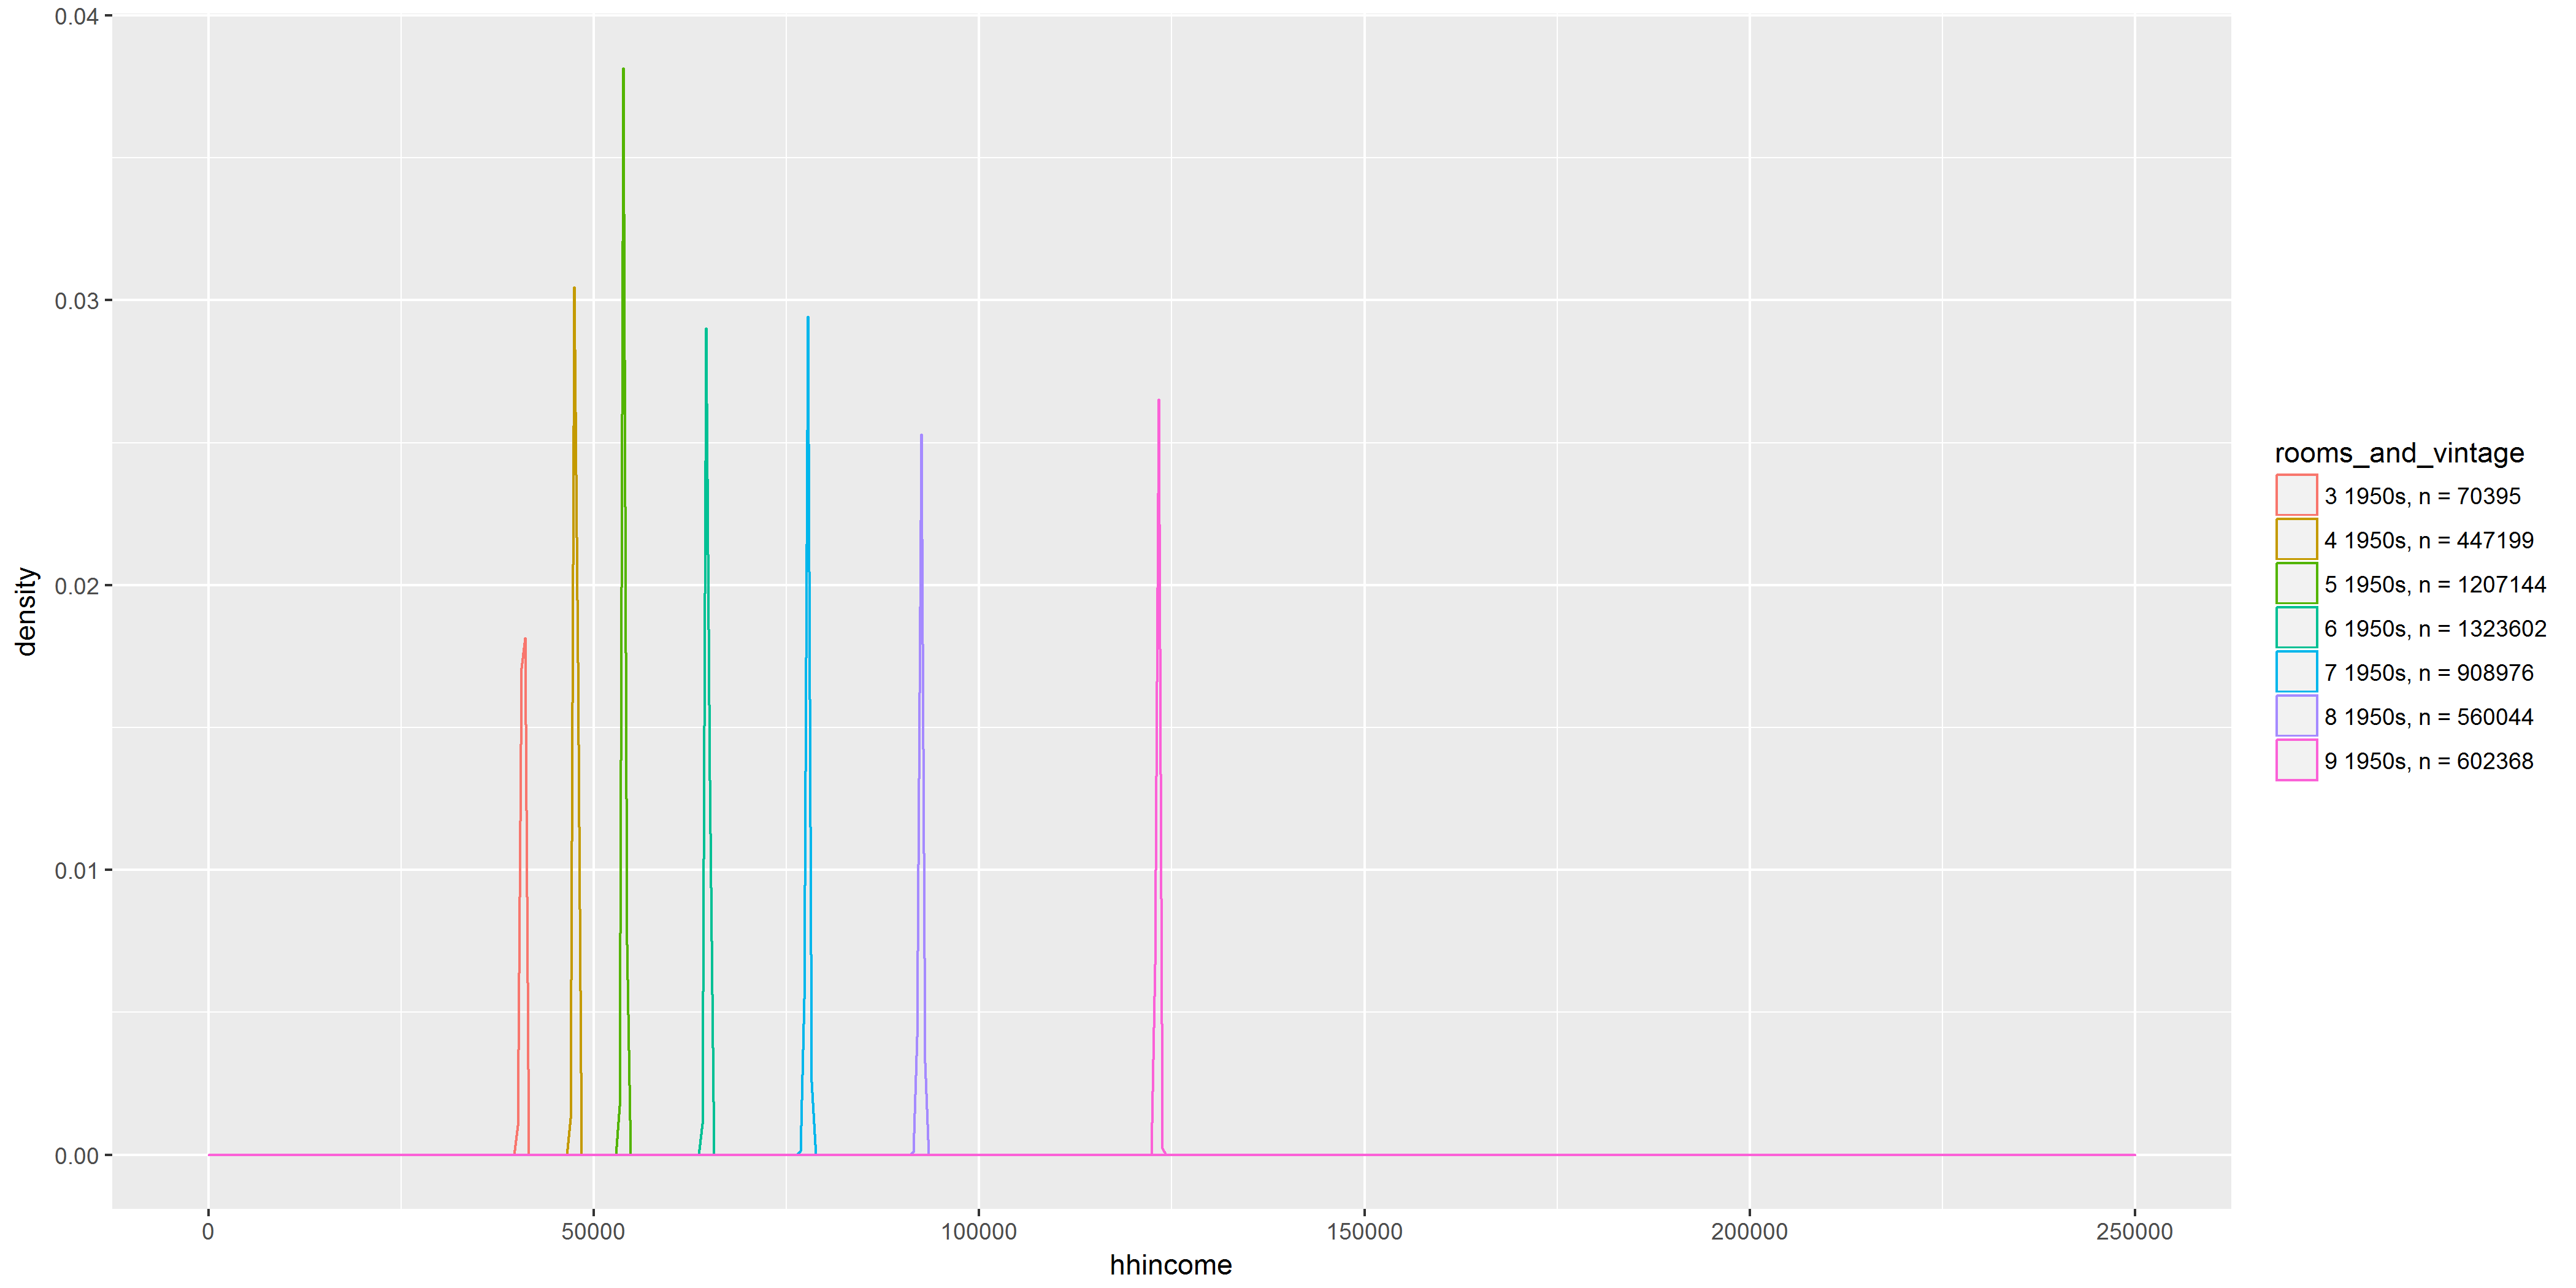 0.04
0.03
0.02
0.01
0.00
density
0
50000
100000
150000
200000
250000
hhincome
rooms_and_vintage
3 1950s, n = 70395
4 1950s, n = 447199
5 1950s, n = 1207144
6 1950s, n = 1323602
7 1950s, n = 908976
8 1950s, n = 560044
9 1950s, n = 602368